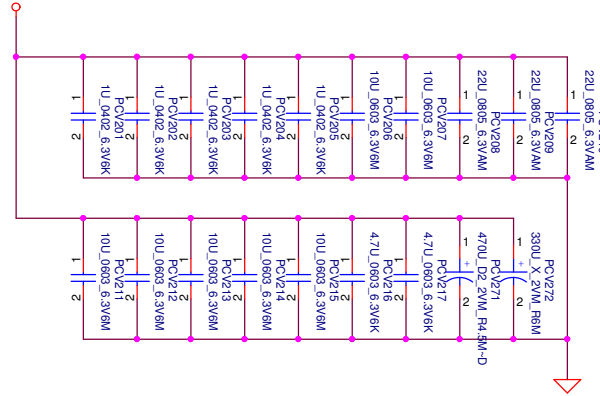 1
2
PCV201
1U_0402_6.3V6K
1
2
PCV202
1U_0402_6.3V6K
1
2
PCV203
1U_0402_6.3V6K
1
2
PCV204
1U_0402_6.3V6K
1
2
PCV205
1U_0402_6.3V6K
1
2
PCV206
10U_0603_6.3V6M
1
2
PCV207
10U_0603_6.3V6M
1
2
PCV208
22U_0805_6.3VAM
1
2
PCV209
22U_0805_6.3VAM
1
2
22U_0805_6.3VAM
1
2
PCV211
10U_0603_6.3V6M
1
2
PCV212
10U_0603_6.3V6M
1
2
PCV213
10U_0603_6.3V6M
1
2
PCV214
10U_0603_6.3V6M
1
2
PCV215
10U_0603_6.3V6M
1
2
PCV216
4.7U_0603_6.3V6K
1
2
PCV217
4.7U_0603_6.3V6K
1
+
2
PCV271
470U_D2_2VM_R4.5M~D
1
+
2
PCV272
330U_X_2VM_R6M